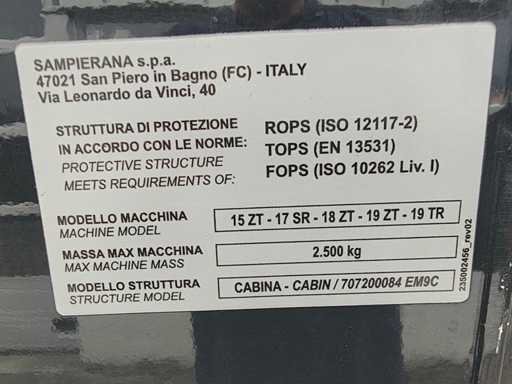 SAMPIERANA s.p.a.
47021 San Piero in Bagno (FC) - ITALY
Via Leonardo da Vinci, 40
STRUTTURA DI PROTEZIONE
IN ACCORDO CON LE NORME:
PROTECTIVE STRUCTURE
MEETS REQUIREMENTS OF:
ROPS (ISO 12117-2)
TOPS (EN 13531)
FOPS (ISO 10262 Liv. I)
MODELLO MACCHINA
MACHINE MODEL
15 ZT - 17 SR - 18 ZT - 19 ZT - 19 TR
MASSA MAX MACCHINA
MAX MACHINE MASS
2.500 kg
MODELLO STRUTTURA
STRUCTURE MODEL
CABINA - CABIN / 707200084 EM9C
235002456_rev02